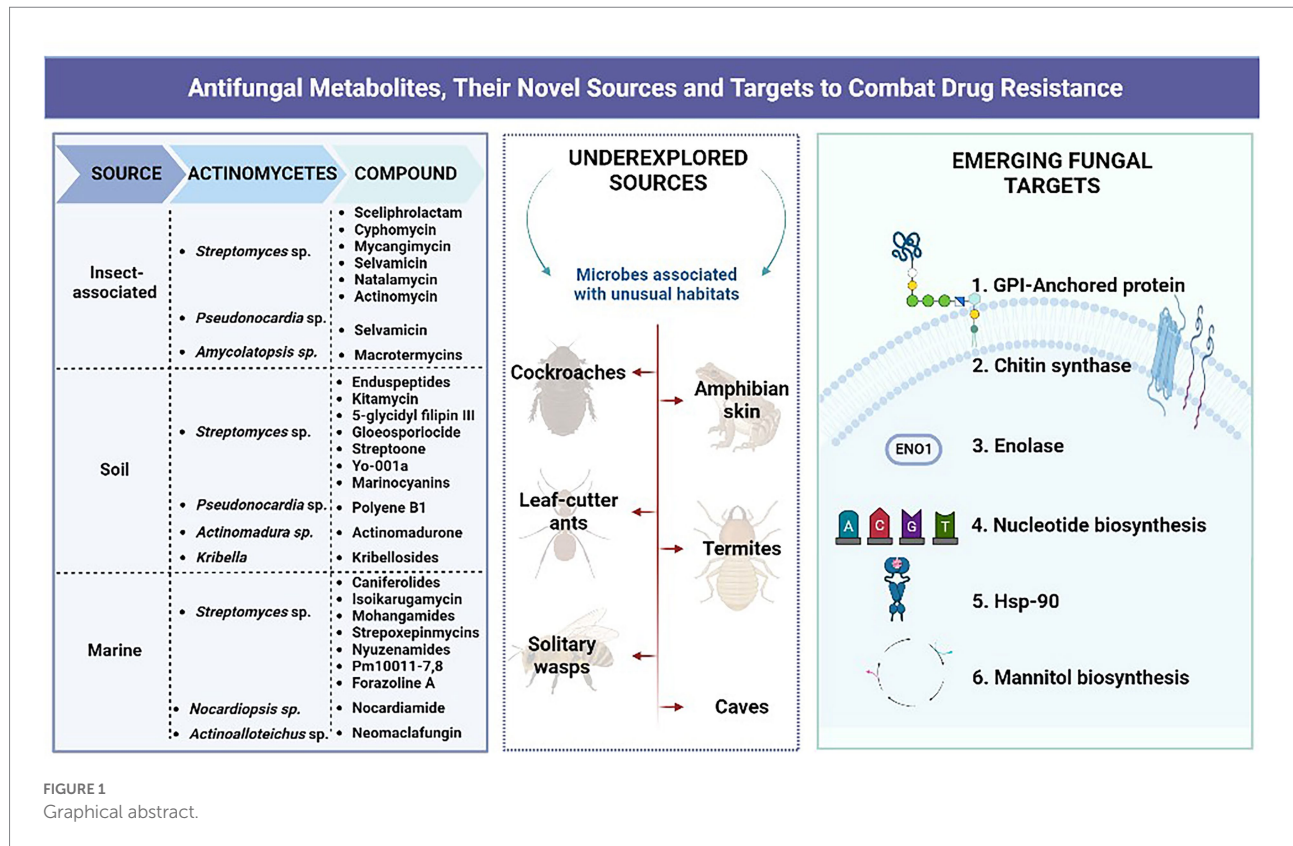 Antifungal Metabolites, Their Novel Sources and Targets to Combat Drug Resistance
SOURCE
ACTINOMYCETES
COMPOUND
Insect-
associated
• Streptomyces sp.
• Sceliphrolactam
• Cyphomycin
• Mycangimycin
• Selvamicin
• Natalamycin
• Actinomycin
• Pseudonocardia sp.
• Selvamicin
• Amycolatopsis sp.
• Macrotermycins
Soil
• Streptomyces sp.
• Enduspeptides
• Kitamycin
• 5-glycidyl filipin III
• Gloeosporiocide
• Streptoone
• Yo-001a
• Marinocyanins
• Pseudonocardia sp.
• Polyene B1
• Actinomadura sp.
• Actinomadurone
• Kribella
• Kribellosides
Marine
• Streptomyces sp.
• Caniferolides
• Isoikarugamycin
• Mohangamides
• Strepoxepinmycins
• Nyuzenamides
• Pm10011-7,8
• Forazoline A
• Nocardiopsis sp.
• Nocardiamide
• Actinoalloteichus sp.
• Neomaclafungin
UNDEREXPLORED
SOURCES
Microbes associated
with unusual habitats
Cockroaches
Amphibian
skin
Leaf-cutter
ants
Termites
Solitary
wasps
Caves
EMERGING FUNGAL
TARGETS
1. GPI-Anchored protein
2. Chitin synthase
ENO1
3. Enolase
A C G T
4. Nucleotide biosynthesis
5. Hsp-90
6. Mannitol biosynthesis
FIGURE 1
Graphical abstract.